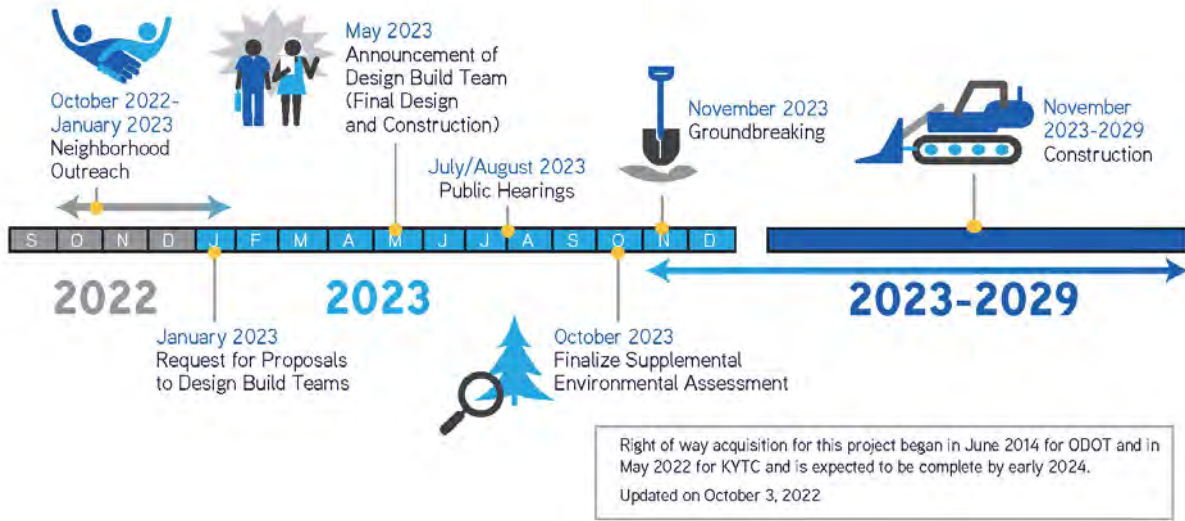 October 2022-
January 2023
Neighborhood
Outreach
May 2023
Announcement of
Design Build Team
(Final Design
and Construction)
July/August 2023
Public Hearings
November 2023
Groundbreaking
November
2023-2029
Construction
S O N D J F M A M J J A S O N D
2022
2023
2023-2029
January 2023
Request for Proposals
to Design Build Teams
October 2023
Finalize Supplemental
Environmental Assessment
Right of way acquisition for this project began in June 2014 for ODOT and in
May 2022 for KYTC and is expected to be complete by early 2024.
Updated on October 3, 2022